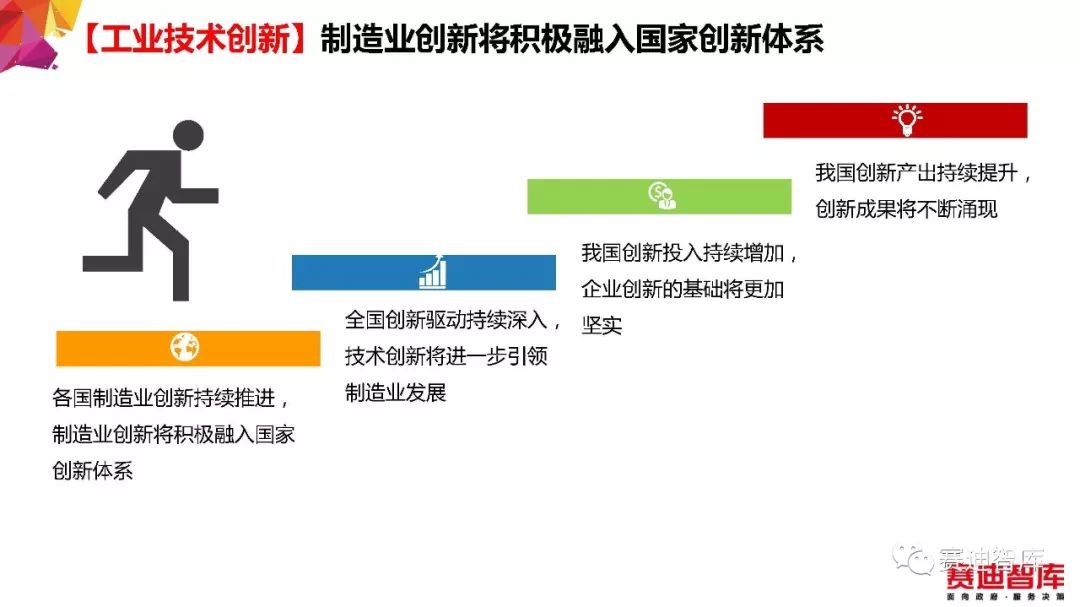 【工业技术创新】制造业创新将积极融入国家创新体系
我国创新产出持续提升，
创新成果将不断涌现
我国创新投入持续增加，
企业创新的基础将更加
坚实
全国创新驱动持续深入，
技术创新将进一步引领
制造业发展
各国制造业创新持续推进，
制造业创新将积极融入国家
创新体系
赛迪智库
赛迪智库
面向政府·服务决策